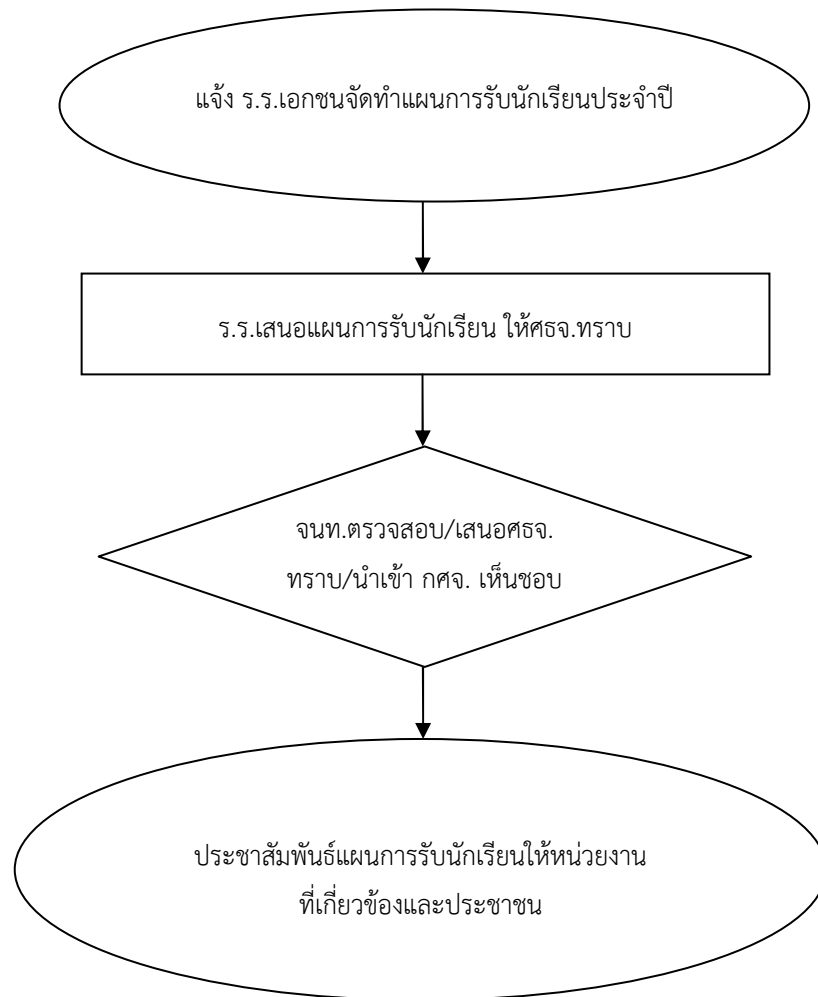 แจ้ง ร.ร.เอกชนจัดทำแผนการรับนักเรียนประจำปี
ร.ร.เสนอแผนการรับนักเรียน ให้ศธจ.ทราบ
จนท.ตรวจสอบ/เสนอศธจ.
ทราบ/นำเข้า กศจ. เห็นชอบ
ประชาสัมพันธ์แผนการรับนักเรียนให้หน่วยงาน
ที่เกี่ยวข้องและประชาชน